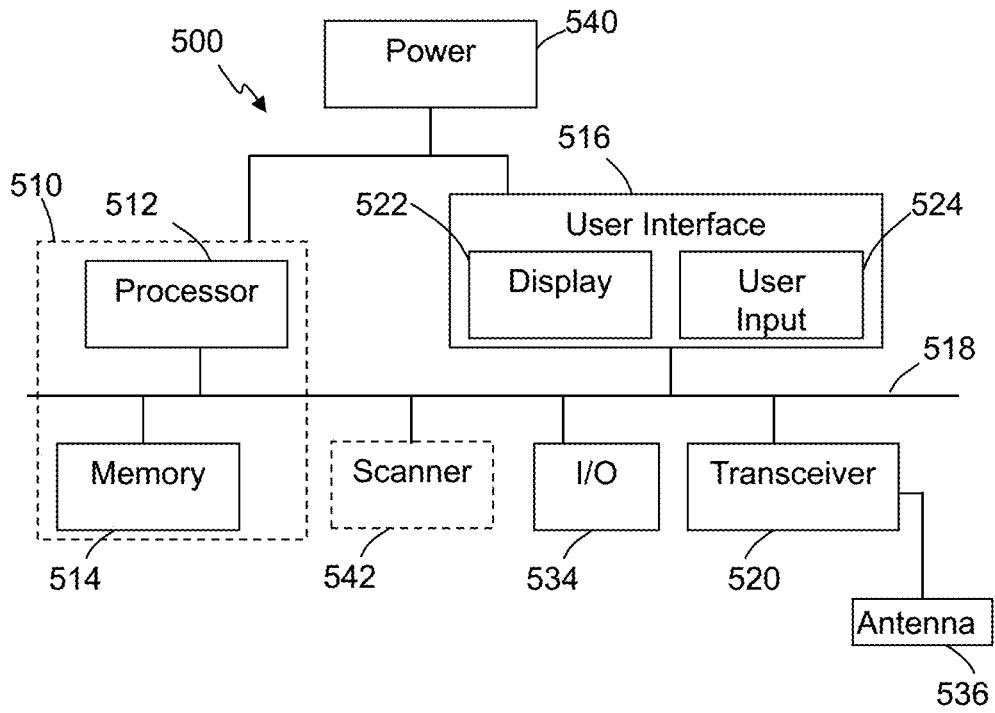 540
Power
500
516
510
512
522
524
User Interface
Processor
Display
User
Input
518
Memory
Scanner
I/O
Transceiver
514
542
534
520
Antenna
536